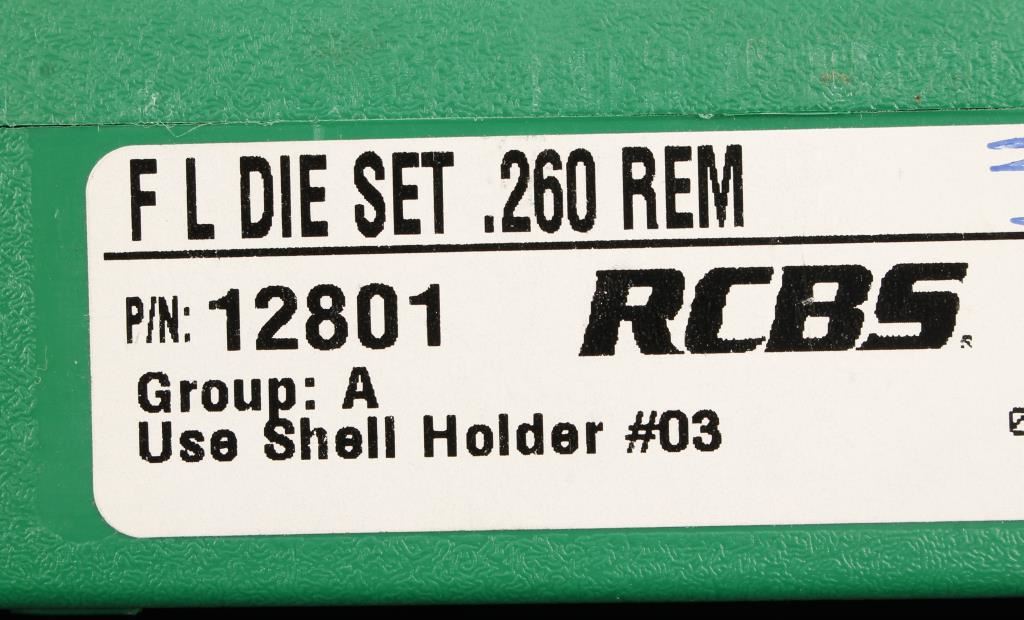 F L DIE SET .260 REM
P/N: 12801
RCBS
Group: A
Use Shell Holder #03